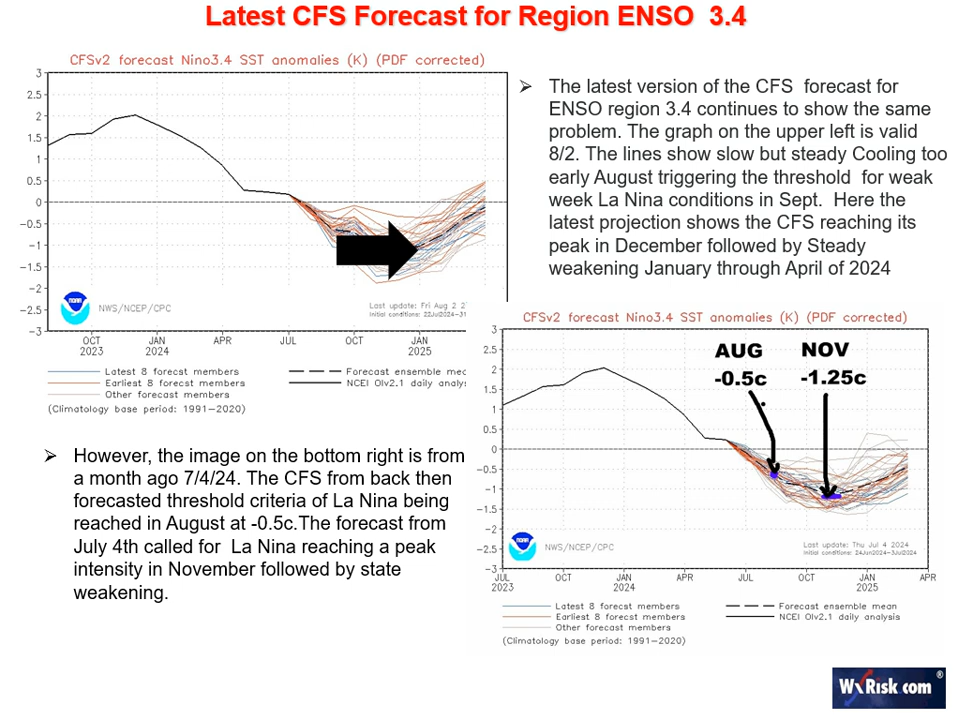 Latest CFS Forecast for Region ENSO  3.4
CFSv2 forecast Nino3.4 SST anomalies (K) (PDF corrected)
3
2.5
2
1.5
1
0.5
0
−0.5
−1
−1.5
−2
−2.5
−3
NWS/NCEP/CPC
Last update: Fri Aug 2 2
Initial conditions: 22Jul2024−31
OCT JAN APR JUL OCT JAN
2023 2024 2025
Latest 8 forecst members
Earliest 8 forecst members
Other forecast members
Forecast ensemble mec
NCEI OIv2.1 daily analys
(Climatology base period: 1991−2020)
➢ The latest version of the CFS  forecast for
ENSO region 3.4 continues to show the same
problem. The graph on the upper left is valid
8/2. The lines show slow but steady Cooling too
early August triggering the threshold  for weak
week La Nina conditions in Sept.  Here the
latest projection shows the CFS reaching its
peak in December followed by Steady
weakening January through April of 2024
➢ However, the image on the bottom right is from
a month ago 7/4/24. The CFS from back then
forecasted threshold criteria of La Nina being
reached in August at -0.5c.The forecast from
July 4th called for  La Nina reaching a peak
intensity in November followed by state
weakening.
CFSv2 forecast Nino3.4 SST anomalies (K) (PDF corrected)
3
2.5
2
1.5
1
0.5
0
−0.5
−1
−1.5
−2
−2.5
−3
AUG NOV
-0.5c -1.25c
NWS/NCEP/CPC
Last update: Thu Jul 4 2024
Initial conditions: 24Jun2024−3Jul2024
JUL OCT JAN APR JUL OCT JAN APR
2023 2024 2025
Latest 8 forecst members
Earliest 8 forecst members
Other forecast members
Forecast ensemble mean
NCEI OIv2.1 daily analysis
(Climatology base period: 1991−2020)
WxRisk.com ®